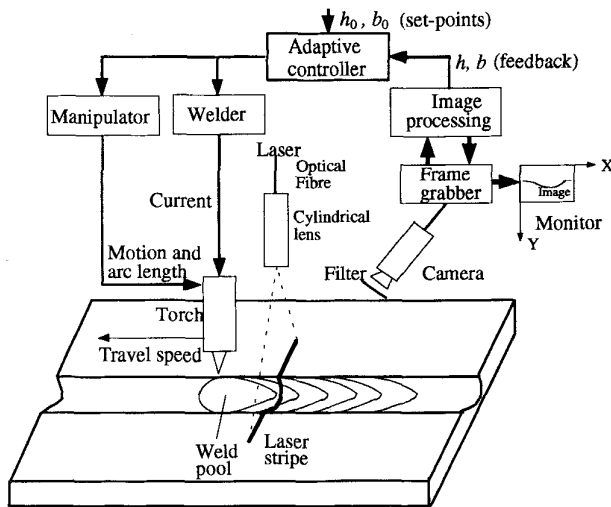 h₀, b₀ (set-points)
Adaptive
controller
h, b (feedback)
Manipulator
Welder
Image
processing
Laser
Optical
Fibre
Frame
grabber
Image
X
Y
Monitor
Current
Cylindrical
lens
Motion and
arc length
Filter
Camera
Torch
Travel speed
Weld
pool
Laser
stripe